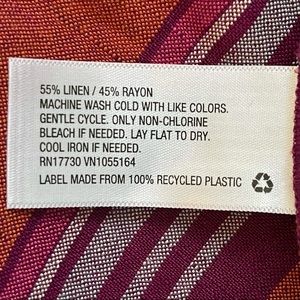 55% LINEN / 45% RAYON
MACHINE WASH COLD WITH LIKE COLORS.
GENTLE CYCLE. ONLY NON-CHLORINE
BLEACH IF NEEDED. LAY FLAT TO DRY.
COOL IRON IF NEEDED.
RN17730 VN1055164
LABEL MADE FROM 100% RECYCLED PLASTIC